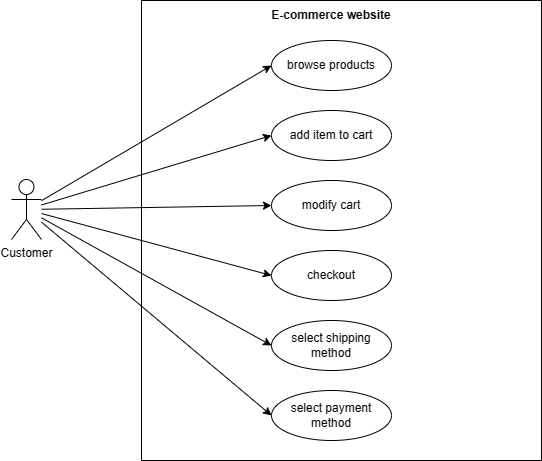 E-commerce website
browse products
add item to cart
modify cart
Customer
checkout
select shipping
method
select payment
method